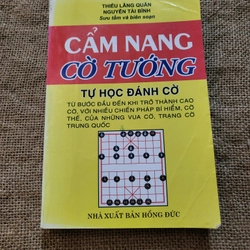 THIỀU LĂNG QUÂN
NGUYỄN TÀI BÌNH
Sưu tầm và biên soạn
CẨM NANG
CỜ TƯỚNG
TỰ HỌC ĐÁNH CỜ
TỪ BƯỚC ĐẦU ĐẾN KHI TRỞ THÀNH CAO
CỜ, VỚI NHIỀU CHIẾN PHÁP BÍ HIỂM, CỜ
THẾ, CỦA NHỮNG VUA CỜ, TRẠNG CỜ
TRUNG QUỐC
NHÀ XUẤT BẢN HỒNG ĐỨC